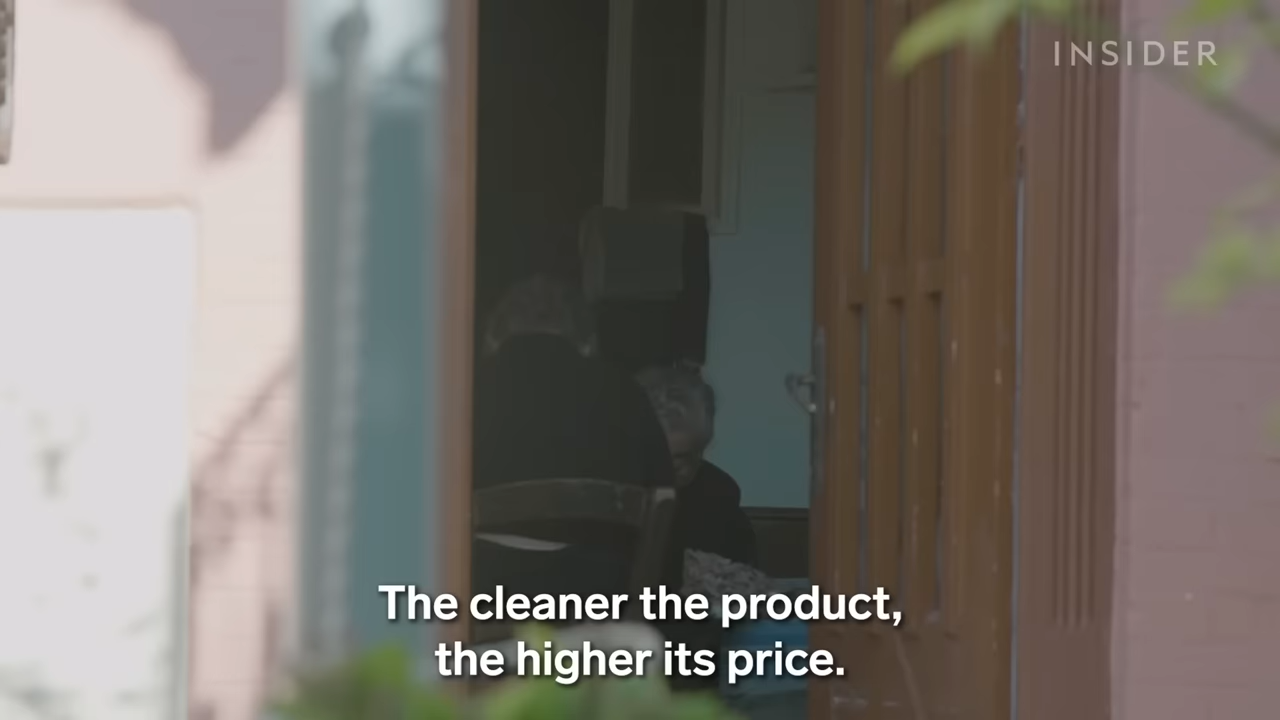 INSIDER
The cleaner the product,
the higher its price.